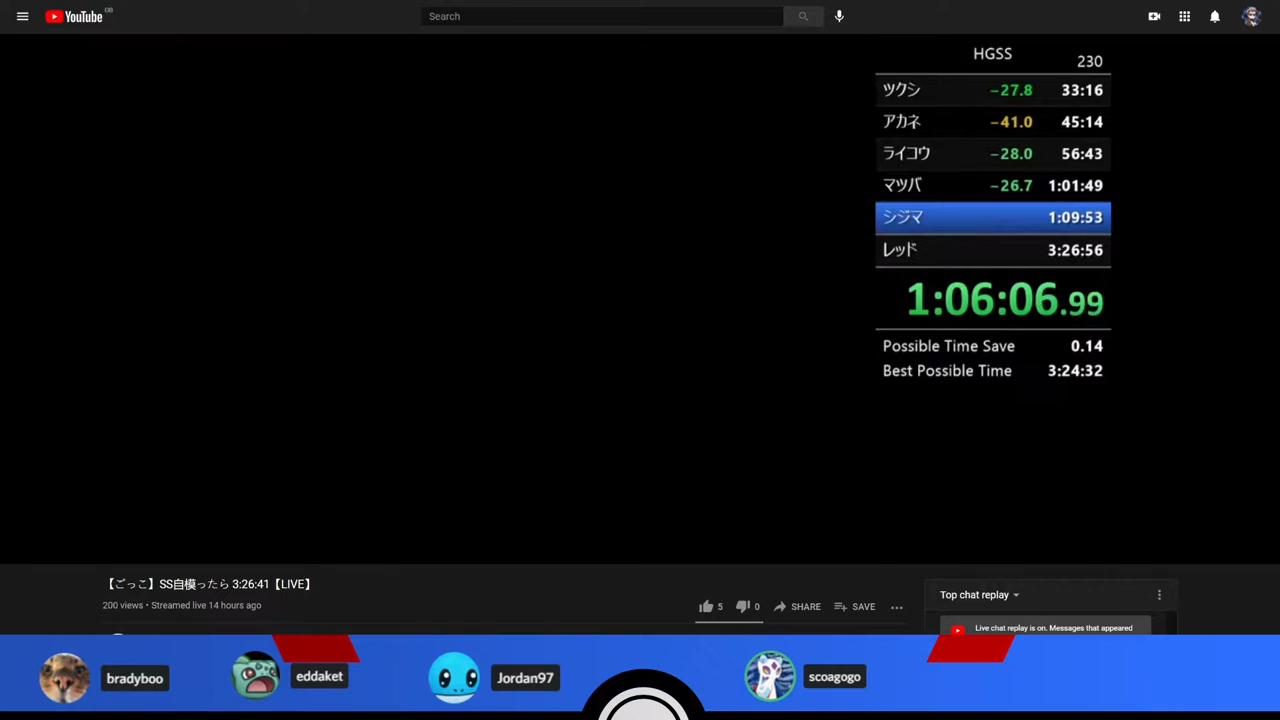 YouTube GB
Search
HGSS
230
ツクシ -27.8 33:16
アカネ -41.0 45:14
ライコウ -28.0 56:43
マツバ -26.7 1:01:49
シジマ 1:09:53
レッド 3:26:56
1:06:06.99
Possible Time Save 0.14
Best Possible Time 3:24:32
【ごっこ】SS自模ったら 3:26:41【LIVE】
200 views • Streamed live 14 hours ago
5 0 SHARE SAVE
Top chat replay
Live chat replay is on. Messages that appeared
bradyboo
eddaket
Jordan97
scoagogo